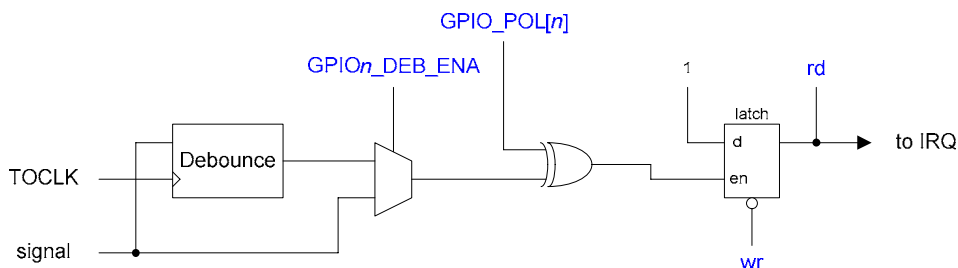 GPIO_POL[n]
GPIOn_DEB_ENA
1
rd
latch
Debounce
d
to IRQ
TOCLK
en
signal
wr